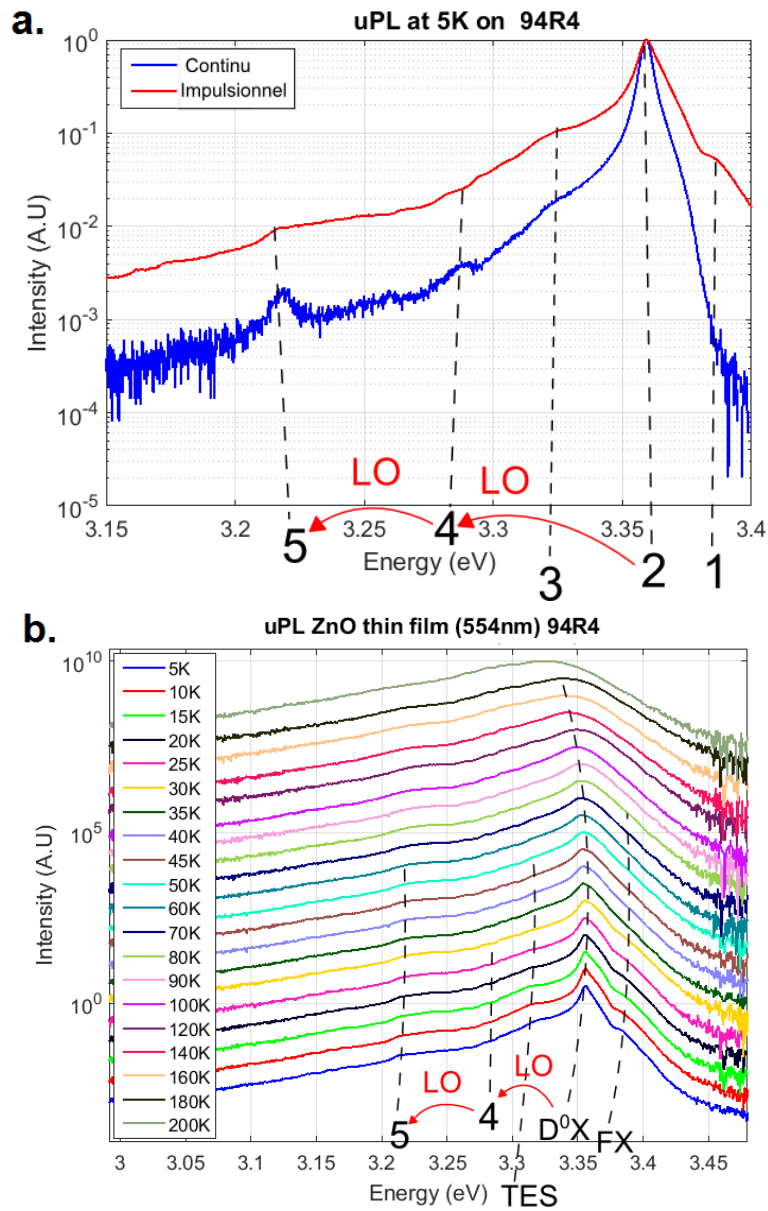 a.
uPL at 5K on 94R4
Continu
Impulsionnel
10^0
10^-1
10^-2
10^-3
10^-4
10^-5
Intensity (A.U)
LO
LO
3.15
3.2
3.25
3.3
3.35
3.4
5
4
3
2
1
Energy (eV)
b.
uPL ZnO thin film (554nm) 94R4
5K
10K
15K
20K
25K
30K
35K
40K
45K
50K
60K
70K
80K
90K
100K
120K
140K
160K
180K
200K
10^10
10^5
10^0
Intensity (A.U)
LO
LO
5
4
D⁰X
FX
3
3.05
3.1
3.15
3.2
3.25
3.3
3.35
3.4
3.45
Energy (eV)
TES